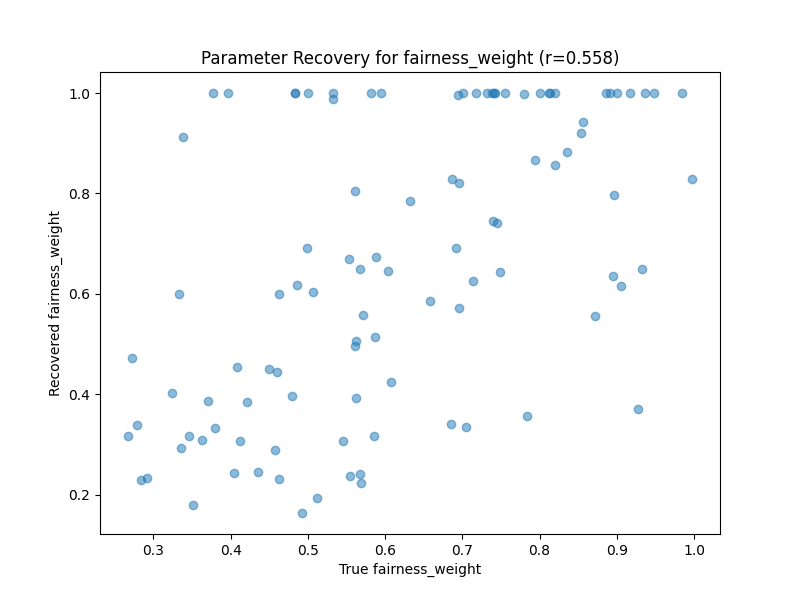 Parameter Recovery for fairness_weight (r=0.558)
Recovered fairness_weight
1.0
0.8
0.6
0.4
0.2
0.3 0.4 0.5 0.6 0.7 0.8 0.9 1.0
True fairness_weight